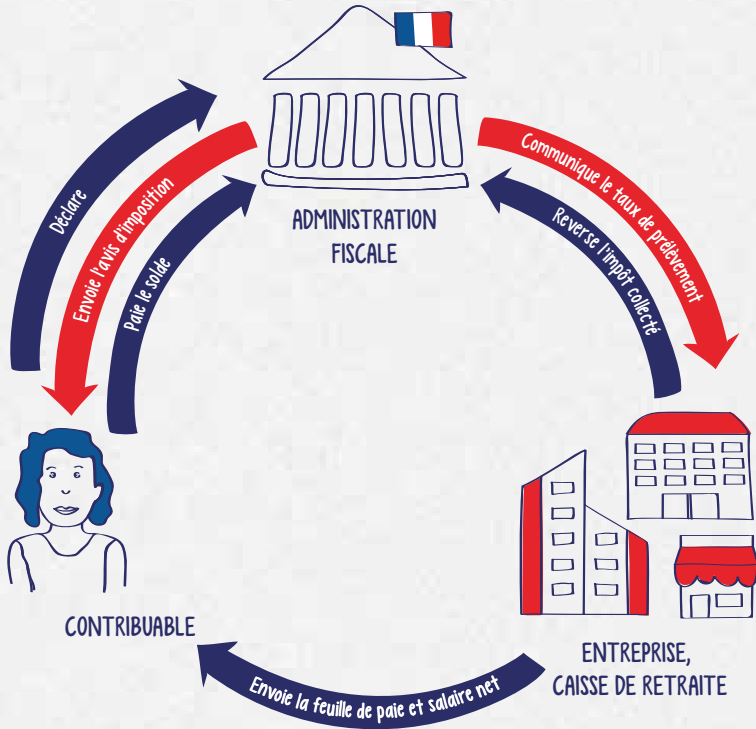 Déclare
Envoie l'avis d'imposition
Paie le solde
ADMINISTRATION
FISCALE
Communique le taux de prélèvement
Reverse l'impôt collecté
CONTRIBUABLE
ENTREPRISE,
CAISSE DE RETRAITE
Envoie la feuille de paie et salaire net